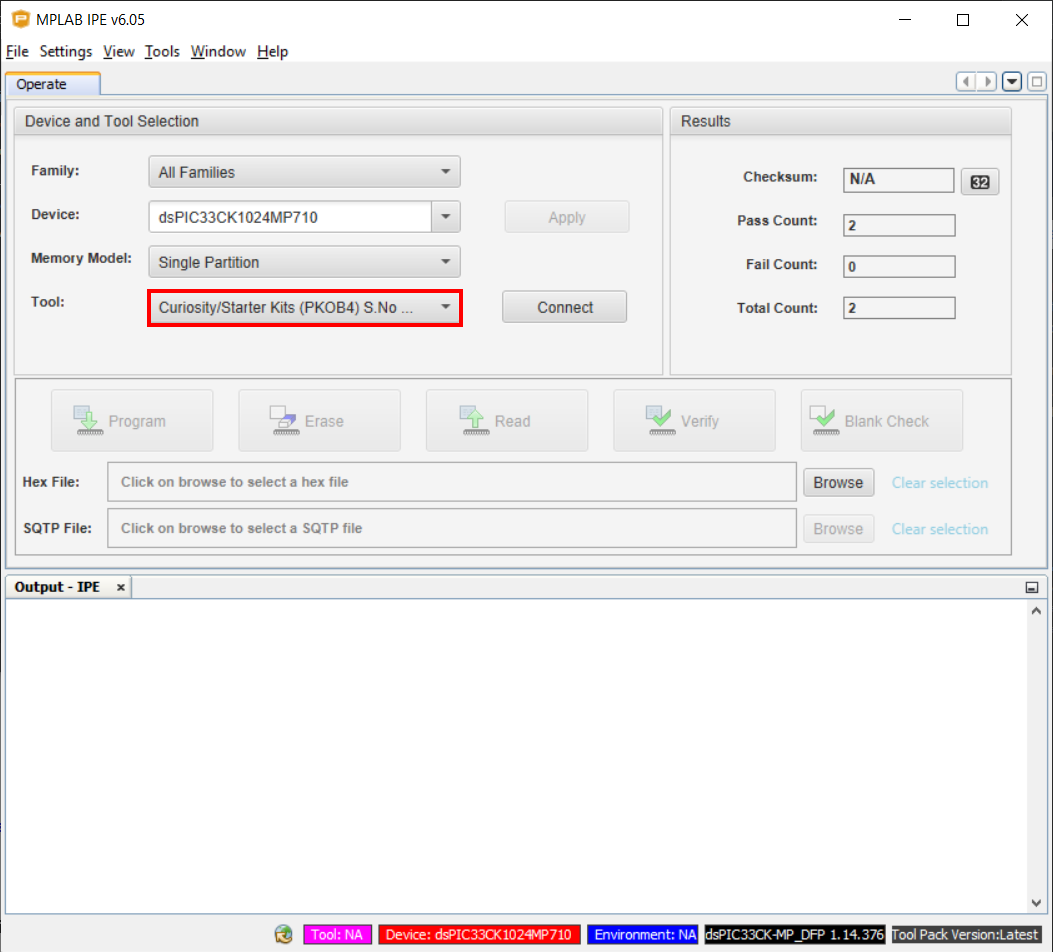 MPLAB IPE v6.05
File Settings View Tools Window Help
Operate
Device and Tool Selection
Family: All Families
Device: dsPIC33CK1024MP710 Apply
Memory Model: Single Partition
Tool: Curiosity/Starter Kits (PKOB4) S.No ... Connect
Results
Checksum: N/A 32
Pass Count: 2
Fail Count: 0
Total Count: 2
Program Erase Read Verify Blank Check
Hex File: Click on browse to select a hex file Browse Clear selection
SQTP File: Click on browse to select a SQTP file Browse Clear selection
Output - IPE
Tool: NA Device: dsPIC33CK1024MP710 Environment: NA dsPIC33CK-MP_DFP 1.14.376 Tool Pack Version:Latest